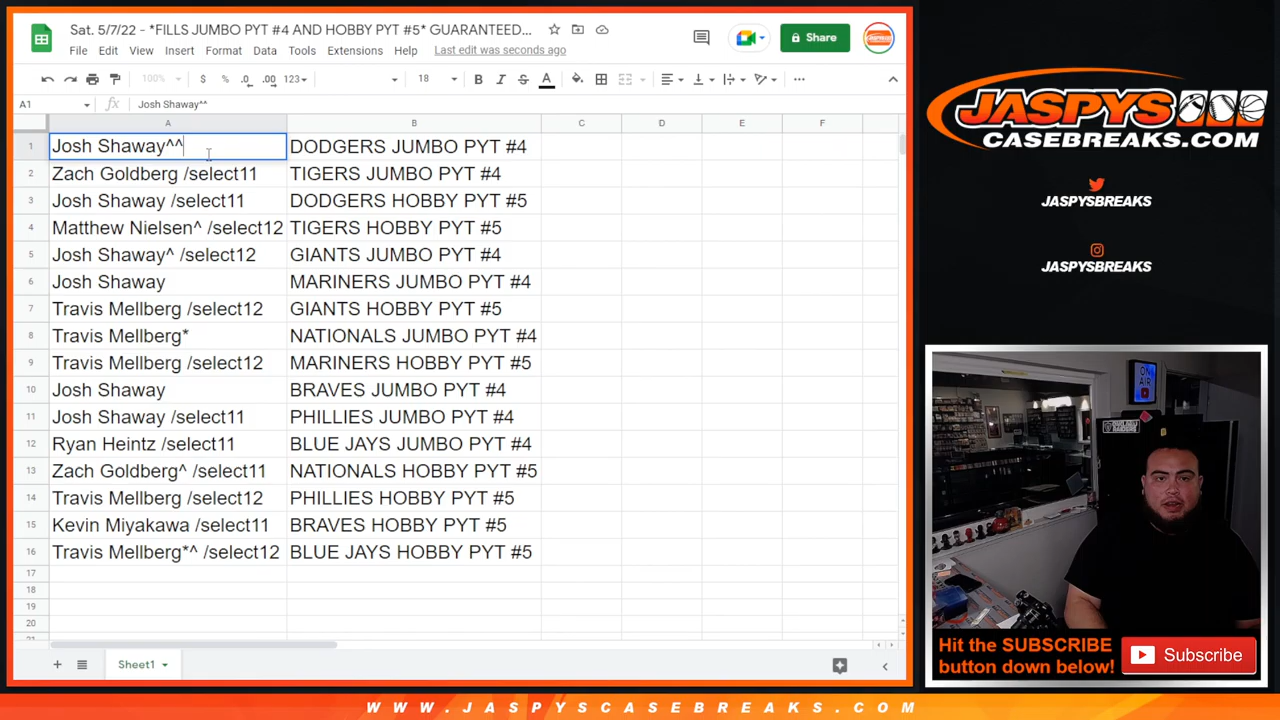 Sat. 5/7/22 - *FILLS JUMBO PYT #4 AND HOBBY PYT #5* GUARANTEED...
File Edit View Insert Format Data Tools Extensions Help Last edit was seconds ago
Share
100% $ % .0 .00 123 18 B I S A
A1 fx Josh Shaway^^
A B C D E F
1 Josh Shaway^^ DODGERS JUMBO PYT #4
2 Zach Goldberg /select11 TIGERS JUMBO PYT #4
3 Josh Shaway /select11 DODGERS HOBBY PYT #5
4 Matthew Nielsen^ /select12 TIGERS HOBBY PYT #5
5 Josh Shaway^ /select12 GIANTS JUMBO PYT #4
6 Josh Shaway MARINERS JUMBO PYT #4
7 Travis Mellberg /select12 GIANTS HOBBY PYT #5
8 Travis Mellberg* NATIONALS JUMBO PYT #4
9 Travis Mellberg /select12 MARINERS HOBBY PYT #5
10 Josh Shaway BRAVES JUMBO PYT #4
11 Josh Shaway /select11 PHILLIES JUMBO PYT #4
12 Ryan Heintz /select11 BLUE JAYS JUMBO PYT #4
13 Zach Goldberg^ /select11 NATIONALS HOBBY PYT #5
14 Travis Mellberg /select12 PHILLIES HOBBY PYT #5
15 Kevin Miyakawa /select11 BRAVES HOBBY PYT #5
16 Travis Mellberg*^ /select12 BLUE JAYS HOBBY PYT #5
17
18
19
20
Sheet1
JASPYS
CASEBREAKS.COM
JASPYSBREAKS
JASPYSBREAKS
ON
AIR
Hit the SUBSCRIBE
button down below!
Subscribe
WWW.JASPYSCASEBREAKS.COM